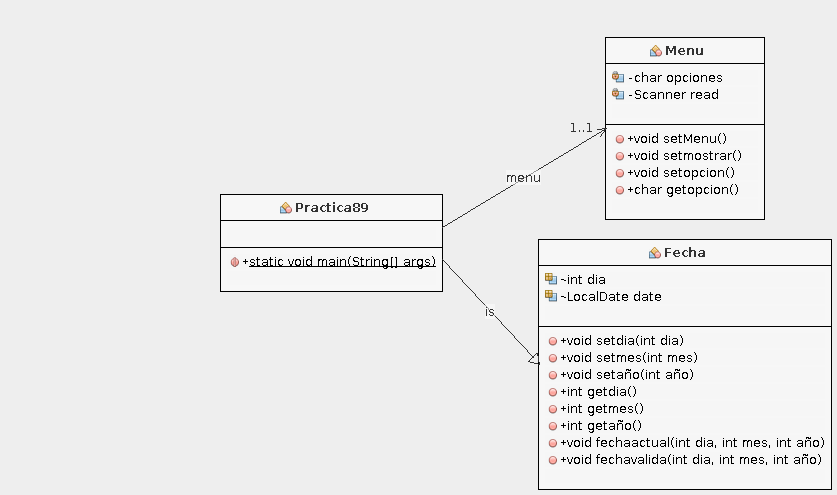 Menu
-char opciones
-Scanner read
1..1
+void setMenu()
+void setmostrar()
+void setopcion()
+char getopcion()
menu
Practica89
+static void main(String[] args)
is
Fecha
~int dia
~LocalDate date
+void setdia(int dia)
+void setmes(int mes)
+void setaño(int año)
+int getdia()
+int getmes()
+int getaño()
+void fechaactual(int dia, int mes, int año)
+void fechavalida(int dia, int mes, int año)